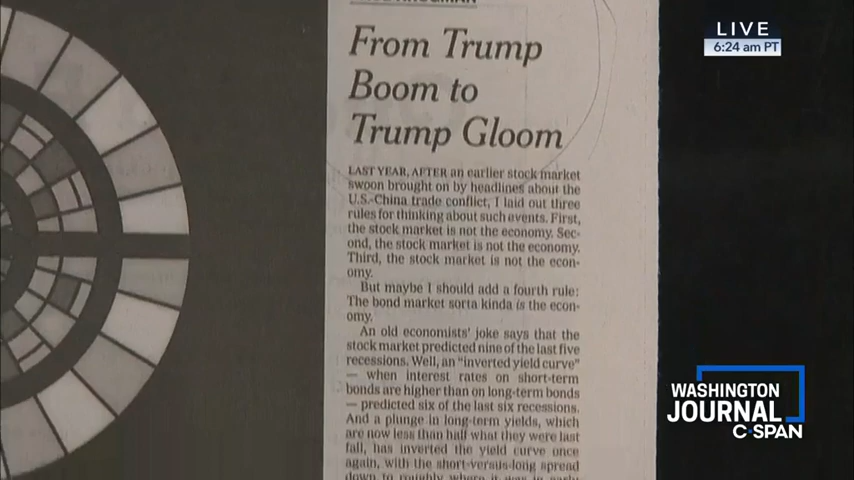 LIVE
6:24 am PT
From Trump
Boom to
Trump Gloom
LAST YEAR, AFTER an earlier stock market
swoon brought on by headlines about the
U.S.-China trade conflict, I laid out three
rules for thinking about such events. First,
the stock market is not the economy. Sec-
ond, the stock market is not the economy.
Third, the stock market is not the econ-
omy.
But maybe I should add a fourth rule:
The bond market sorta kinda is the econ-
omy.
An old economists' joke says that the
stock market predicted nine of the last five
recessions. Well, an "inverted yield curve"
— when interest rates on short-term
bonds are higher than on long-term bonds
— predicted six of the last six recessions.
And a plunge in long-term yields, which
are now less than half what they were last
fall, has inverted the yield curve once
again, with the short-versus-long spread
down to roughly where it was in early
WASHINGTON
JOURNAL
C-SPAN